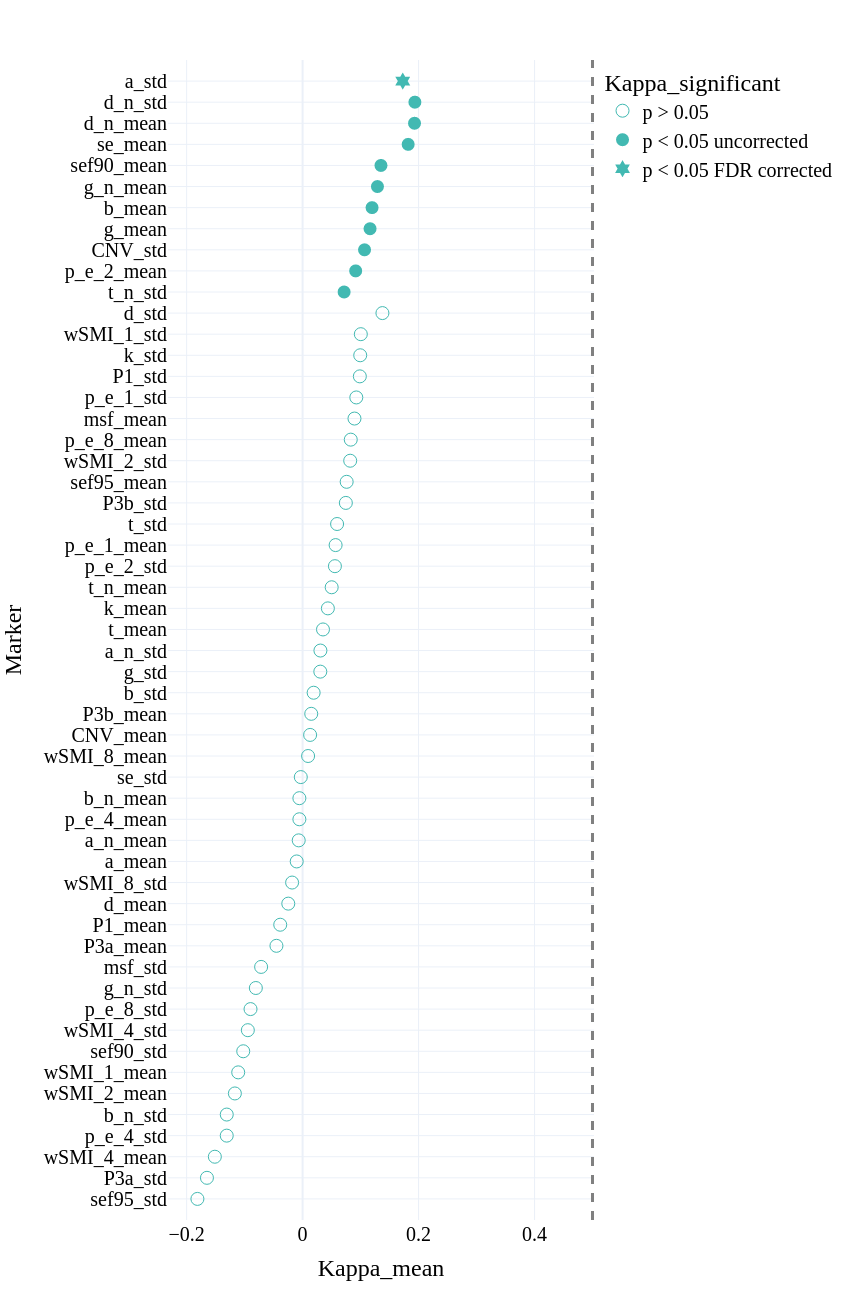 Kappa_significant
p > 0.05
p < 0.05 uncorrected
p < 0.05 FDR corrected
Marker
a_std
d_n_std
d_n_mean
se_mean
sef90_mean
g_n_mean
b_mean
g_mean
CNV_std
p_e_2_mean
t_n_std
d_std
wSMI_1_std
k_std
P1_std
p_e_1_std
msf_mean
p_e_8_mean
wSMI_2_std
sef95_mean
P3b_std
t_std
p_e_1_mean
p_e_2_std
t_n_mean
k_mean
t_mean
a_n_std
g_std
b_std
P3b_mean
CNV_mean
wSMI_8_mean
se_std
b_n_mean
p_e_4_mean
a_n_mean
a_mean
wSMI_8_std
d_mean
P1_mean
P3a_mean
msf_std
g_n_std
p_e_8_std
wSMI_4_std
sef90_std
wSMI_1_mean
wSMI_2_mean
b_n_std
p_e_4_std
wSMI_4_mean
P3a_std
sef95_std
−0.2 0 0.2 0.4
Kappa_mean